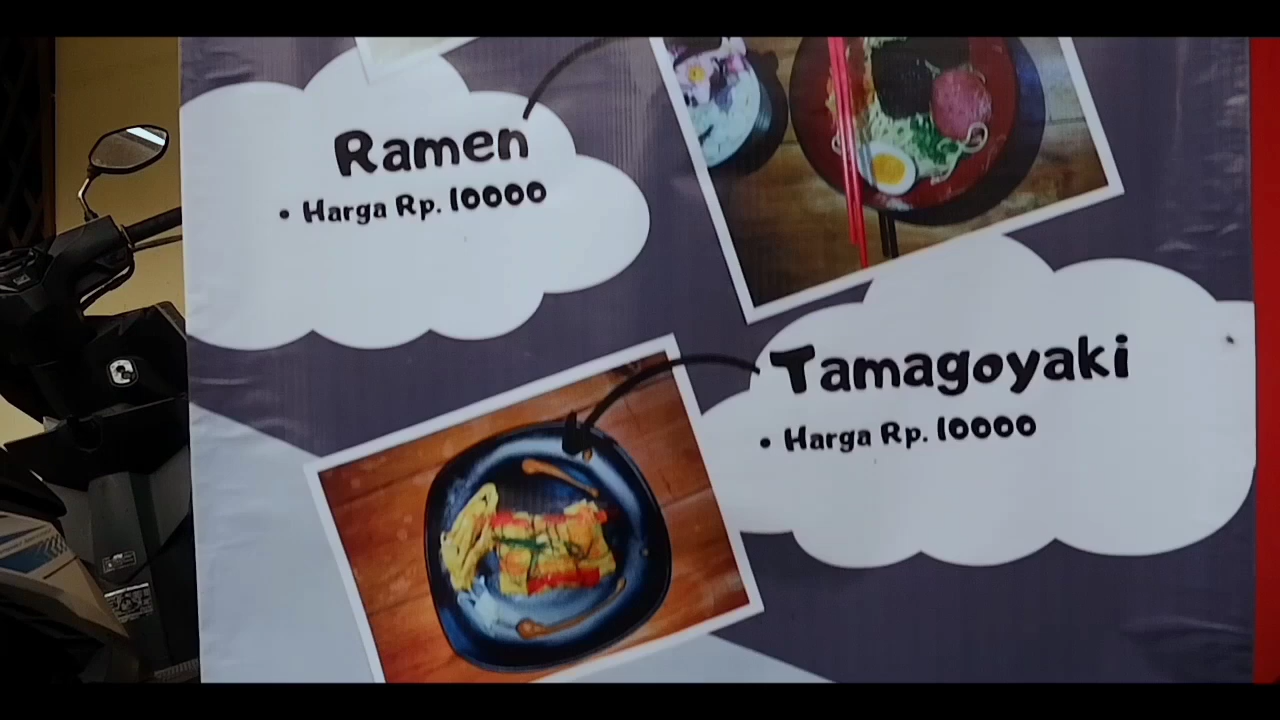 Ramen
• Harga Rp. 10000
Tamagoyaki
• Harga Rp. 10000